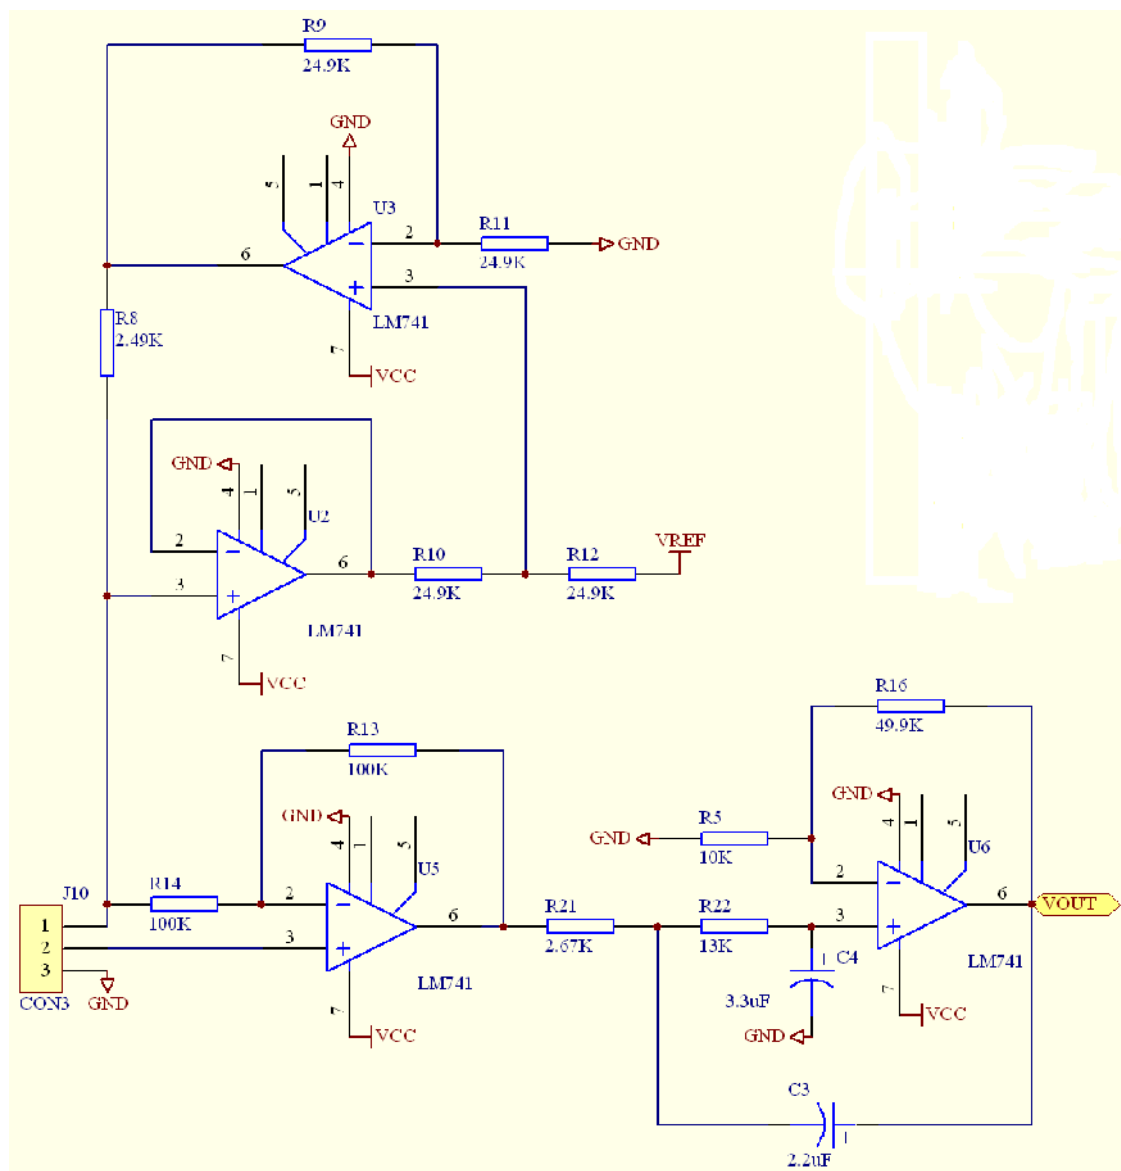 R9
24.9K
GND
5
1
4
U3
2
R11
GND
6
24.9K
3
R8
2.49K
LM741
7
VCC
GND
4
1
5
U2
2
6
R10
R12
VREF
3
24.9K
24.9K
LM741
7
VCC
R16
49.9K
R13
100K
GND
4
1
5
U5
GND
4
1
5
U6
GND
R5
10K
2
6
VOUT
J10
R14
100K
2
6
R21
2.67K
R22
13K
3
1
2
3
3
CON3
GND
LM741
C4
3.3uF
LM741
7
VCC
7
VCC
GND
C3
2.2uF